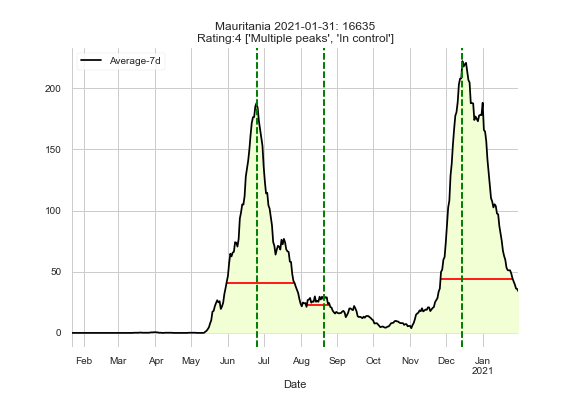 Mauritania 2021-01-31: 16635
Rating:4 ['Multiple peaks', 'In control']
Average-7d
200
150
100
50
0
Feb Mar Apr May Jun Jul Aug Sep Oct Nov Dec Jan
2021
Date